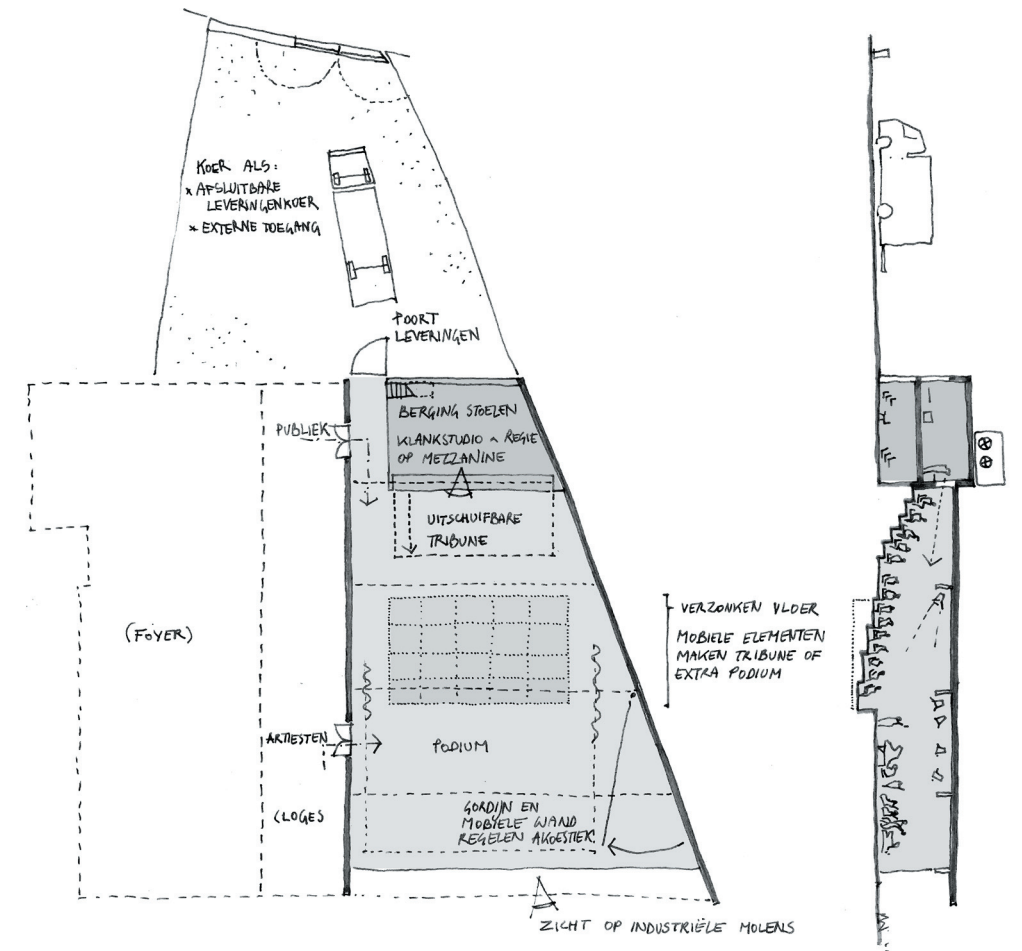 KOER ALS:
* AFSLUITBARE
LEVERINGENKOER
* EXTERNE TOEGANG
POORT
LEVERINGEN
PUBLIEK
BERGING STOELEN
KLANKSTUDIO ~ REGIE
OP MEZZANINE
UITSCHUIFBARE
TRIBUNE
(FOYER)
VERZONKEN VLOER
MOBIELE ELEMENTEN
MAKEN TRIBUNE OF
EXTRA PODIUM
ARTIESTEN
PODIUM
(LOGES
GORDIJN EN
MOBIELE WAND
REGELEN AKOESTIEK
ZICHT OP INDUSTRIËLE MOLENS